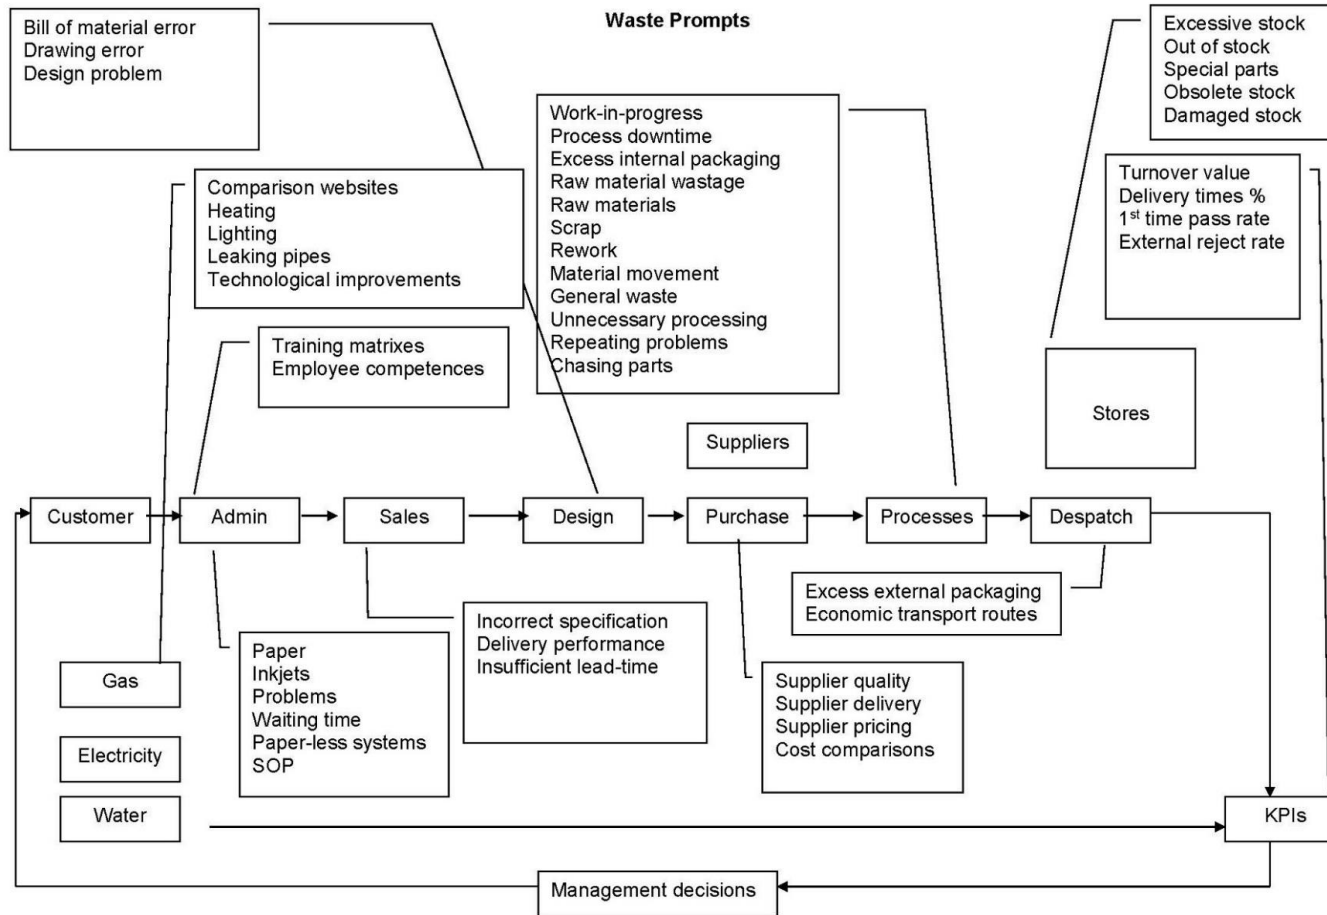 Waste Prompts
Bill of material error
Drawing error
Design problem
Excessive stock
Out of stock
Special parts
Obsolete stock
Damaged stock
Work-in-progress
Process downtime
Excess internal packaging
Raw material wastage
Raw materials
Scrap
Rework
Material movement
General waste
Unnecessary processing
Repeating problems
Chasing parts
Comparison websites
Heating
Lighting
Leaking pipes
Technological improvements
Turnover value
Delivery times %
1st time pass rate
External reject rate
Training matrixes
Employee competences
Stores
Suppliers
Customer
Admin
Sales
Design
Purchase
Processes
Despatch
Excess external packaging
Economic transport routes
Incorrect specification
Delivery performance
Insufficient lead-time
Paper
Inkjets
Problems
Waiting time
Paper-less systems
SOP
Supplier quality
Supplier delivery
Supplier pricing
Cost comparisons
Gas
Electricity
Water
KPIs
Management decisions